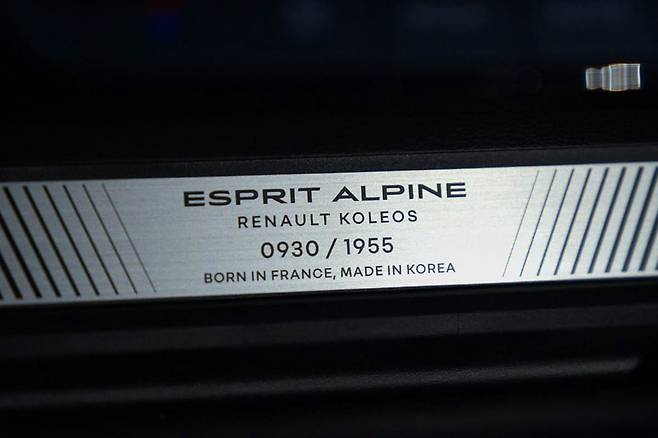 ESPRIT ALPINE
RENAULT KOLEOS
0930 / 1955
BORN IN FRANCE, MADE IN KOREA